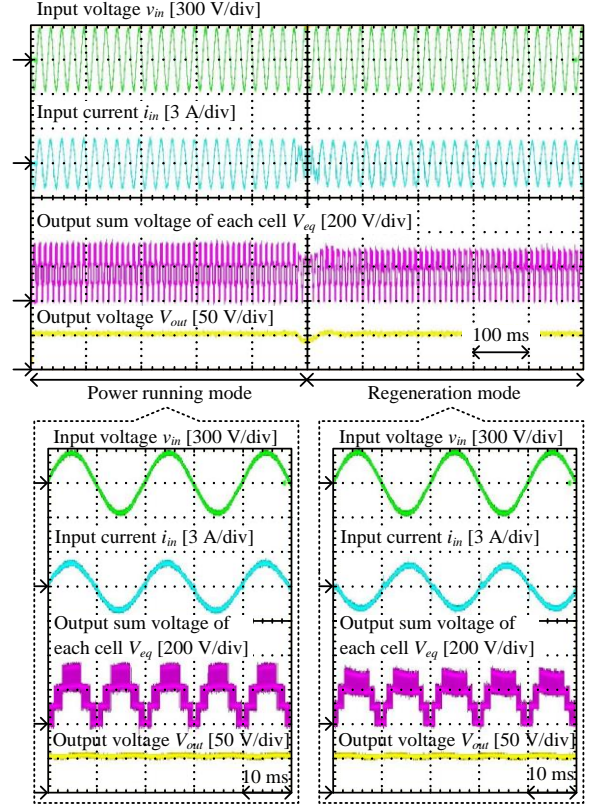 Input voltage v_in [300 V/div]
Input current i_in [3 A/div]
Output sum voltage of each cell V_eq [200 V/div]
Output voltage V_out [50 V/div]
100 ms
Power running mode
Regeneration mode
Input voltage v_in [300 V/div]
Input current i_in [3 A/div]
Output sum voltage of
each cell V_eq [200 V/div]
Output voltage V_out [50 V/div]
10 ms
Input voltage v_in [300 V/div]
Input current i_in [3 A/div]
Output sum voltage of
each cell V_eq [200 V/div]
Output voltage V_out [50 V/div]
10 ms